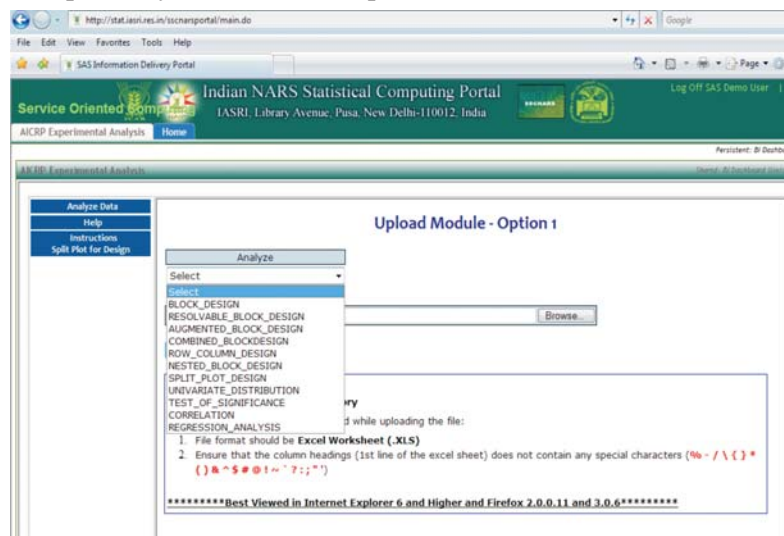 http://stat.iasri.res.in/sscnarsportal/main.do
Google
File Edit View Favorites Tools Help
SAS Information Delivery Portal
Page
Indian NARS Statistical Computing Portal
Log Off SAS Demo User
Service Oriented
IASRI, Library Avenue, Pusa, New Delhi-110012, India
SSCNARS
AICRP Experimental Analysis Home
AICRP Experimental Analysis
Analyze Data
Help
Instructions
Split Plot for Design
Upload Module - Option 1
Analyze
Select
Select
BLOCK_DESIGN
RESOLVABLE_BLOCK_DESIGN
Browse...
AUGMENTED_BLOCK_DESIGN
COMBINED_BLOCKDESIGN
ROW_COLUMN_DESIGN
NESTED_BLOCK_DESIGN
SPLIT_PLOT_DESIGN
UNIVARIATE_DISTRIBUTION
TEST_OF_SIGNIFICANCE
CORRELATION
REGRESSION_ANALYSIS
while uploading the file:
1. File format should be Excel Worksheet (.XLS)
2. Ensure that the column headings (1st line of the excel sheet) does not contain any special characters (% - / \ { } *
( ) & ^ $ # @ ! ~ ` ? : ; " ')
*********Best Viewed in Internet Explorer 6 and Higher and Firefox 2.0.0.11 and 3.0.6*********